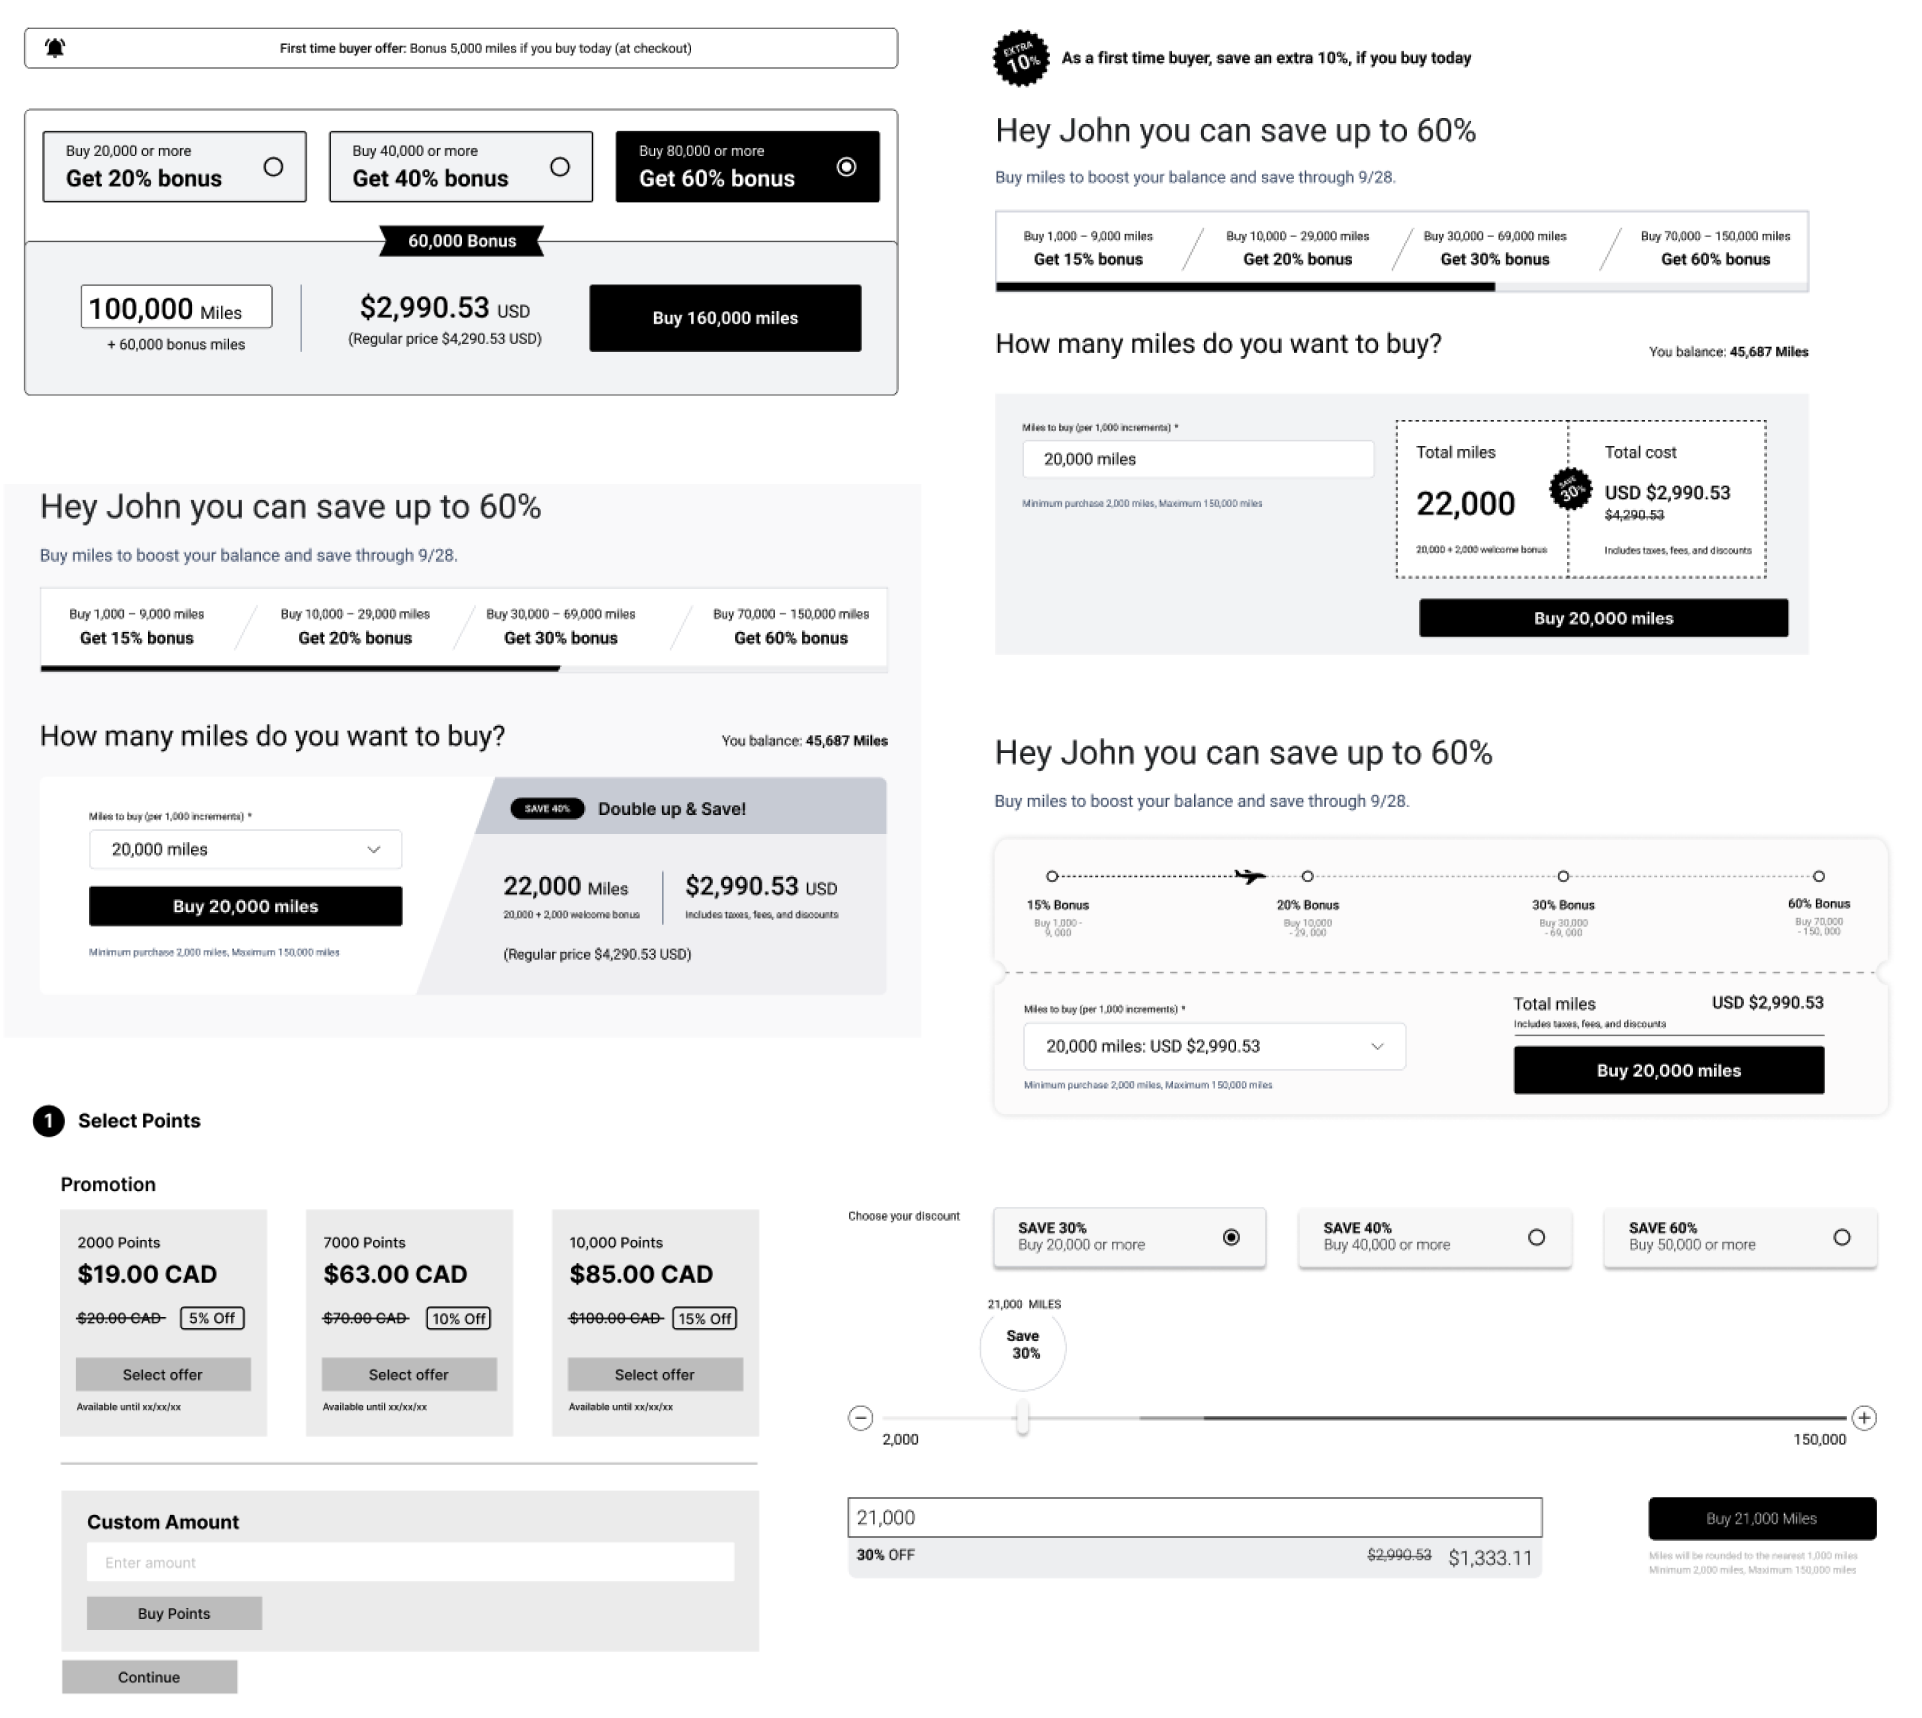 First time buyer offer: Bonus 5,000 miles if you buy today (at checkout)
Buy 20,000 or more
Get 20% bonus
Buy 40,000 or more
Get 40% bonus
Buy 80,000 or more
Get 60% bonus
60,000 Bonus
100,000 Miles
+ 60,000 bonus miles
$2,990.53 USD
(Regular price $4,290.53 USD)
Buy 160,000 miles
EXTRA
10%
As a first time buyer, save an extra 10%, if you buy today
Hey John you can save up to 60%
Buy miles to boost your balance and save through 9/28.
Buy 1,000 – 9,000 miles
Get 15% bonus
Buy 10,000 – 29,000 miles
Get 20% bonus
Buy 30,000 – 69,000 miles
Get 30% bonus
Buy 70,000 – 150,000 miles
Get 60% bonus
How many miles do you want to buy?
You balance: 45,687 Miles
Miles to buy (per 1,000 increments) *
20,000 miles
Minimum purchase 2,000 miles, Maximum 150,000 miles
Total miles
22,000
20,000 + 2,000 welcome bonus
SAVE
30%
Total cost
USD $2,990.53
$4,290.53
Includes taxes, fees, and discounts
Buy 20,000 miles
Hey John you can save up to 60%
Buy miles to boost your balance and save through 9/28.
Buy 1,000 – 9,000 miles
Get 15% bonus
Buy 10,000 – 29,000 miles
Get 20% bonus
Buy 30,000 – 69,000 miles
Get 30% bonus
Buy 70,000 – 150,000 miles
Get 60% bonus
How many miles do you want to buy?
You balance: 45,687 Miles
Miles to buy (per 1,000 increments) *
20,000 miles
Buy 20,000 miles
Minimum purchase 2,000 miles, Maximum 150,000 miles
SAVE 40%
Double up & Save!
22,000 Miles
20,000 + 2,000 welcome bonus
$2,990.53 USD
Includes taxes, fees, and discounts
(Regular price $4,290.53 USD)
Hey John you can save up to 60%
Buy miles to boost your balance and save through 9/28.
15% Bonus
Buy 1,000 -
9, 000
20% Bonus
Buy 10,000
- 29, 000
30% Bonus
Buy 30,000
- 69, 000
60% Bonus
Buy 70,000
- 150, 000
Miles to buy (per 1,000 increments) *
20,000 miles: USD $2,990.53
Minimum purchase 2,000 miles, Maximum 150,000 miles
Total miles
USD $2,990.53
Includes taxes, fees, and discounts
Buy 20,000 miles
1
Select Points
Promotion
2000 Points
$19.00 CAD
$20.00 CAD
5% Off
Select offer
Available until xx/xx/xx
7000 Points
$63.00 CAD
$70.00 CAD
10% Off
Select offer
Available until xx/xx/xx
10,000 Points
$85.00 CAD
$100.00 CAD
15% Off
Select offer
Available until xx/xx/xx
Custom Amount
Enter amount
Buy Points
Continue
Choose your discount
SAVE 30%
Buy 20,000 or more
SAVE 40%
Buy 40,000 or more
SAVE 60%
Buy 50,000 or more
21,000 MILES
Save
30%
2,000
150,000
21,000
30% OFF
$2,990.53
$1,333.11
Buy 21,000 Miles
Miles will be rounded to the nearest 1,000 miles
Minimum 2,000 miles, Maximum 150,000 miles